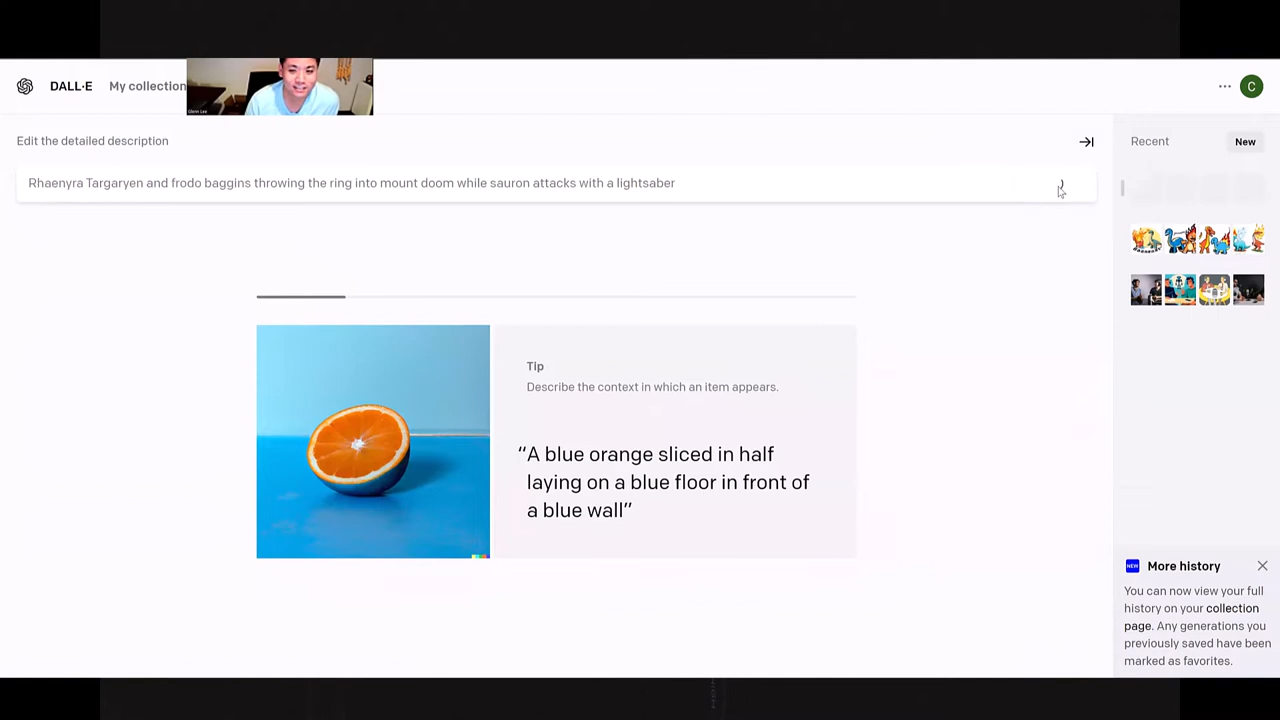 DALL·E
My collection
C
Edit the detailed description
Recent
New
Rhaenyra Targaryen and frodo baggins throwing the ring into mount doom while sauron attacks with a lightsaber
Tip
Describe the context in which an item appears.
“A blue orange sliced in half
laying on a blue floor in front of
a blue wall”
NEW
More history
You can now view your full
history on your collection
page. Any generations you
previously saved have been
marked as favorites.